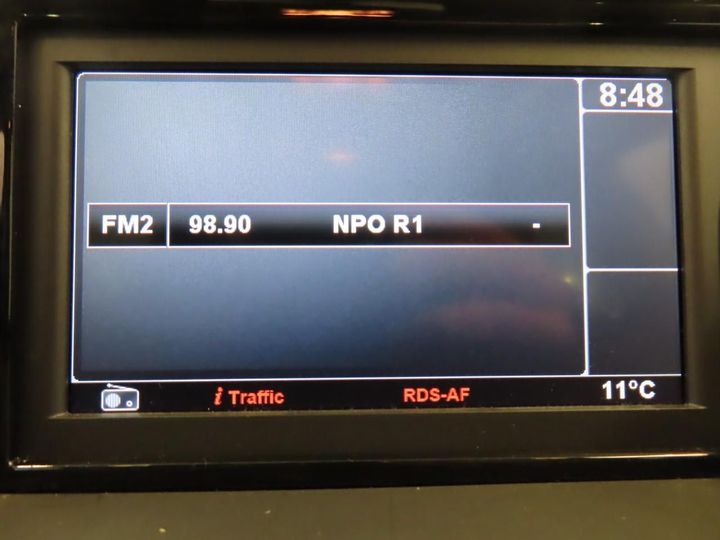 8:48
FM2 98.90 NPO R1 -
i Traffic RDS-AF 11°C